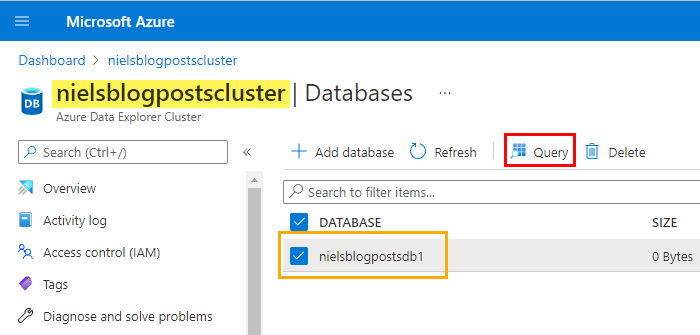 Microsoft Azure
Dashboard > nielsblogpostscluster
DB
nielsblogpostscluster | Databases ...
Azure Data Explorer Cluster
Search (Ctrl+/) «
+ Add database Refresh Query Delete
Overview
Activity log
Access control (IAM)
Tags
Diagnose and solve problems
Search to filter items...
DATABASE SIZE
nielsblogpostsdb1 0 Bytes